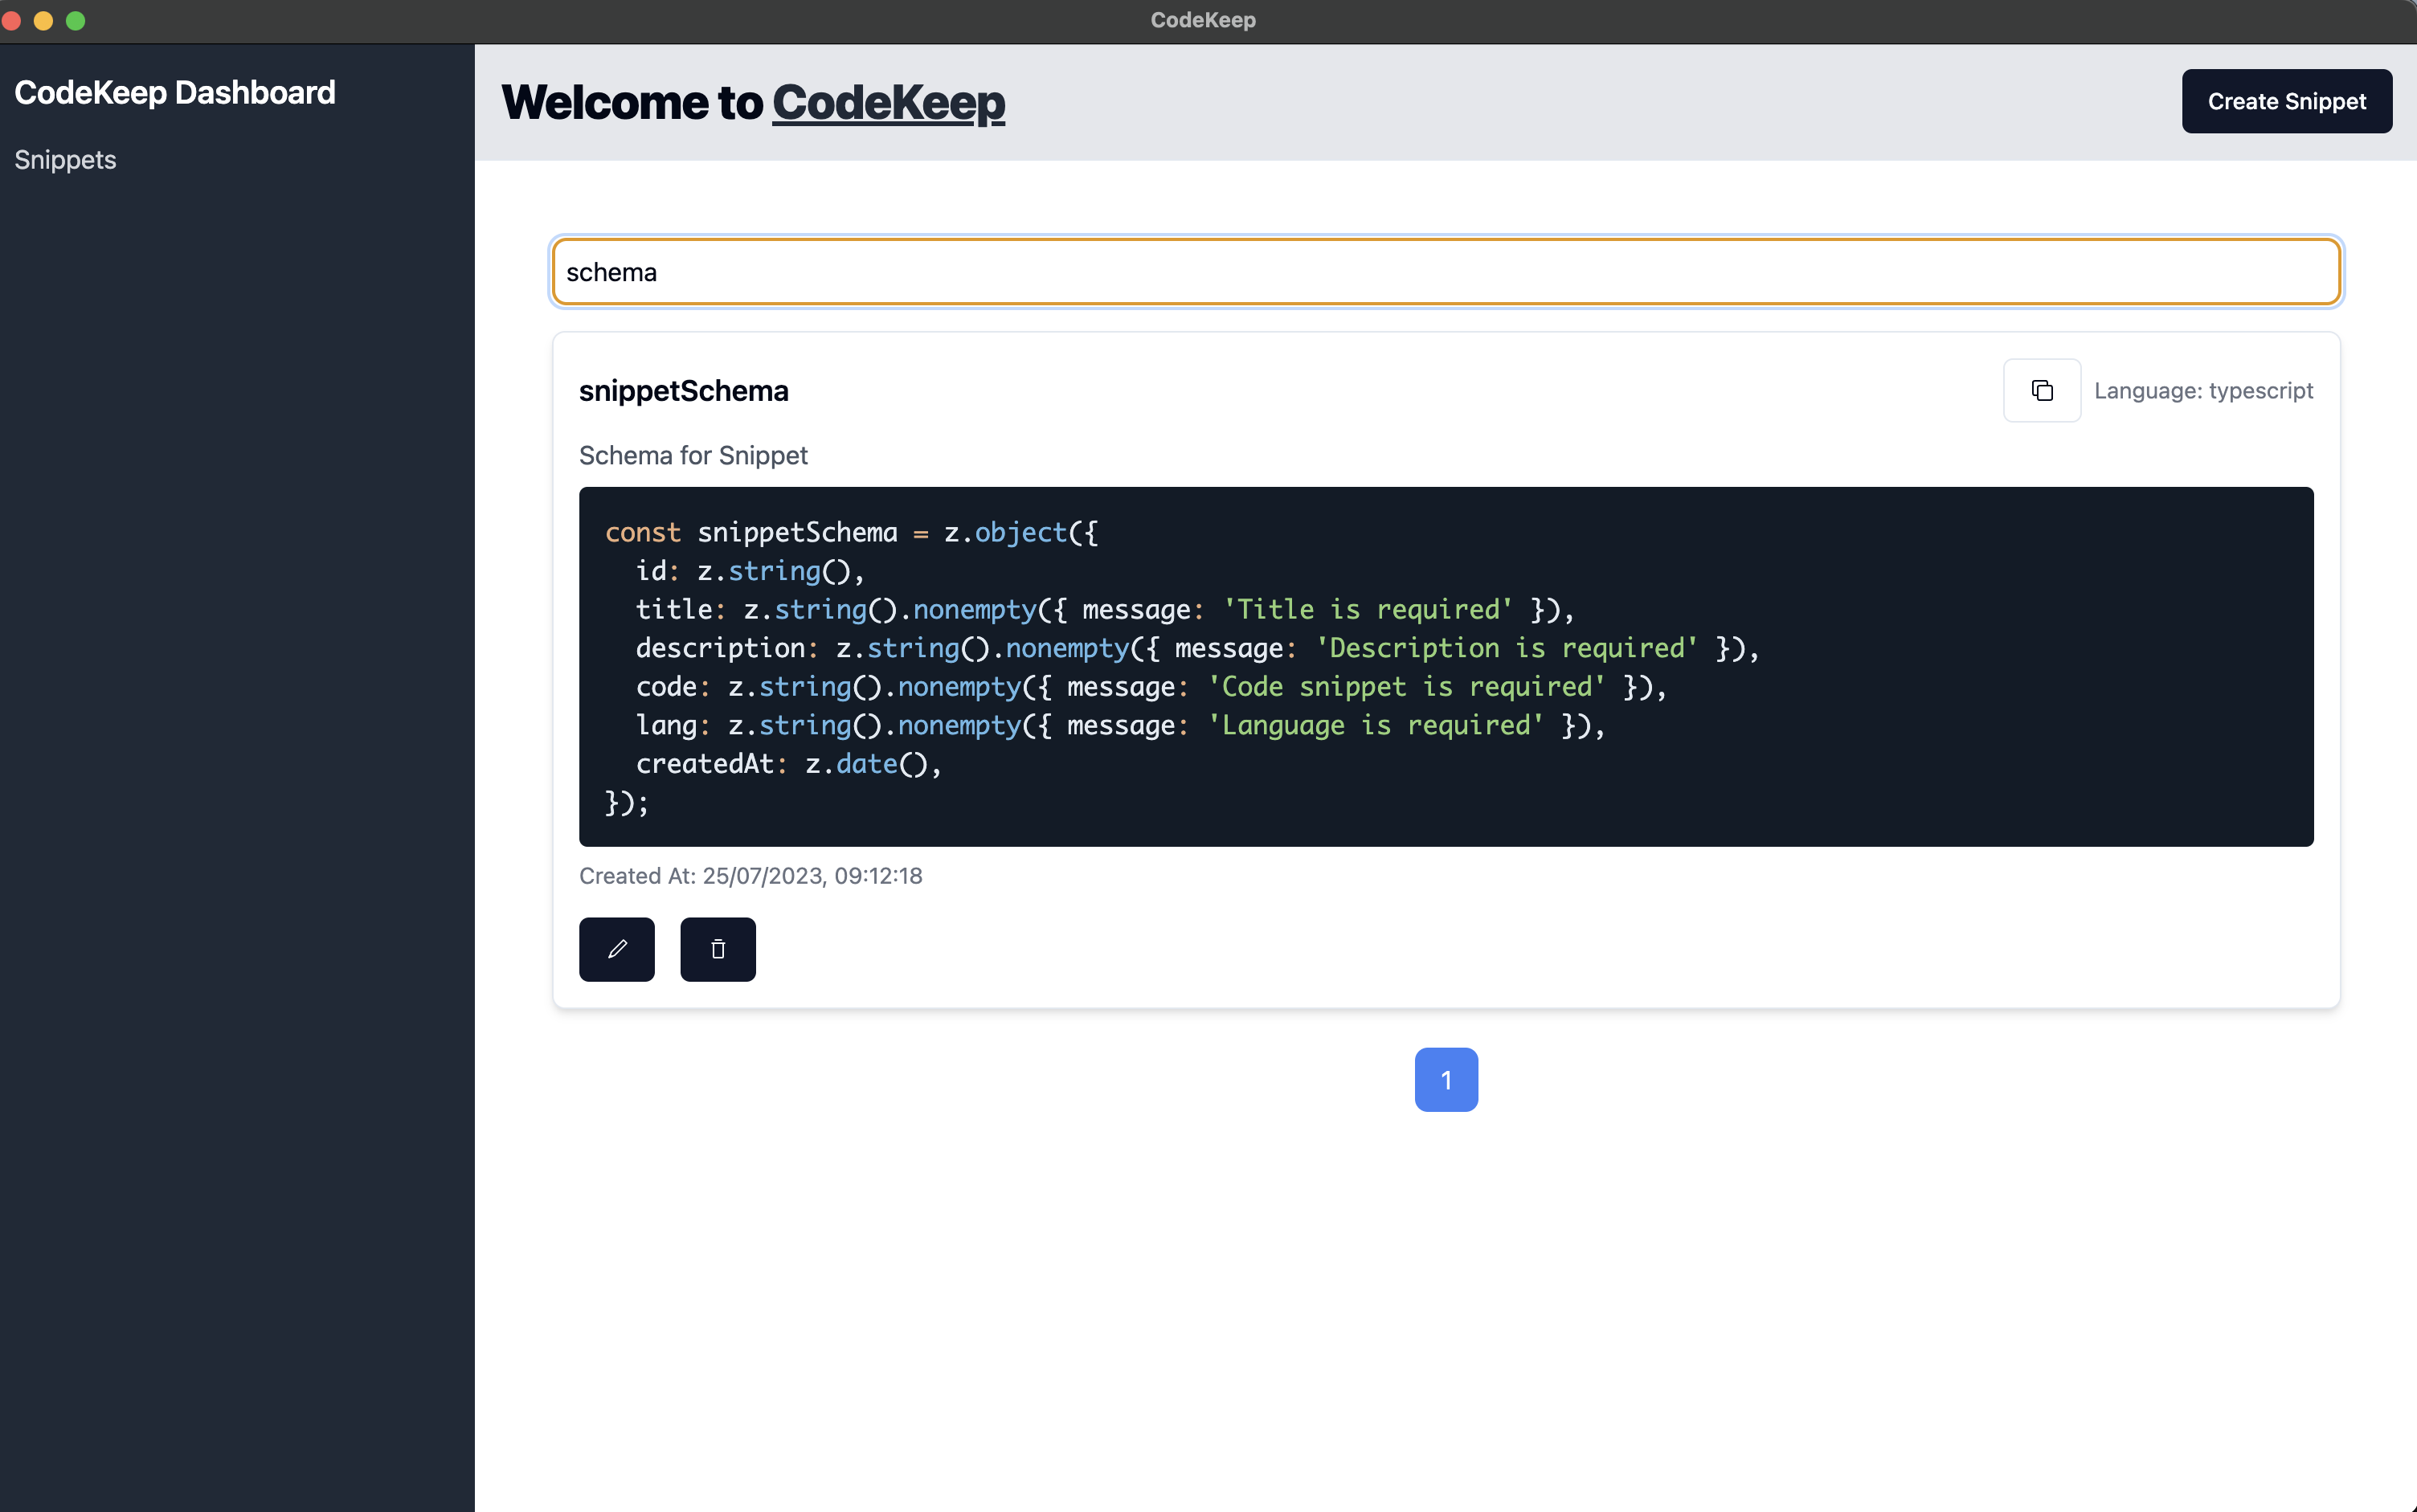 CodeKeep
CodeKeep Dashboard
Snippets
Welcome to CodeKeep
Create Snippet
schema
snippetSchema
Language: typescript
Schema for Snippet
const snippetSchema = z.object({
  id: z.string(),
  title: z.string().nonempty({ message: 'Title is required' }),
  description: z.string().nonempty({ message: 'Description is required' }),
  code: z.string().nonempty({ message: 'Code snippet is required' }),
  lang: z.string().nonempty({ message: 'Language is required' }),
  createdAt: z.date(),
});
Created At: 25/07/2023, 09:12:18
1